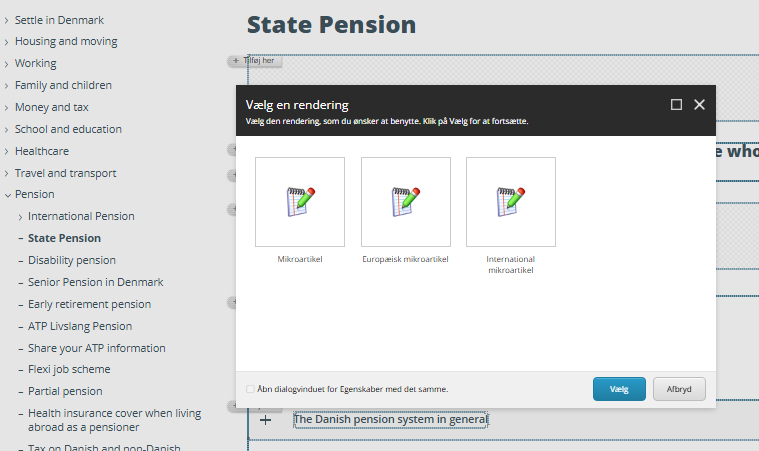 Settle in Denmark
Housing and moving
Working
Family and children
Money and tax
School and education
Healthcare
Travel and transport
Pension
International Pension
State Pension
Disability pension
Senior Pension in Denmark
Early retirement pension
ATP Livslang Pension
Share your ATP information
Flexi job scheme
Partial pension
Health insurance cover when living
abroad as a pensioner
Tax on Danish and non-Danish
State Pension
+ Tilføj her
Vælg en rendering
Vælg den rendering, som du ønsker at benytte. Klik på Vælg for at fortsætte.
Mikroartikel
Europæisk mikroartikel
International
mikroartikel
Åbn dialogvinduet for Egenskaber med det samme.
Vælg
Afbryd
e who
The Danish pension system in general